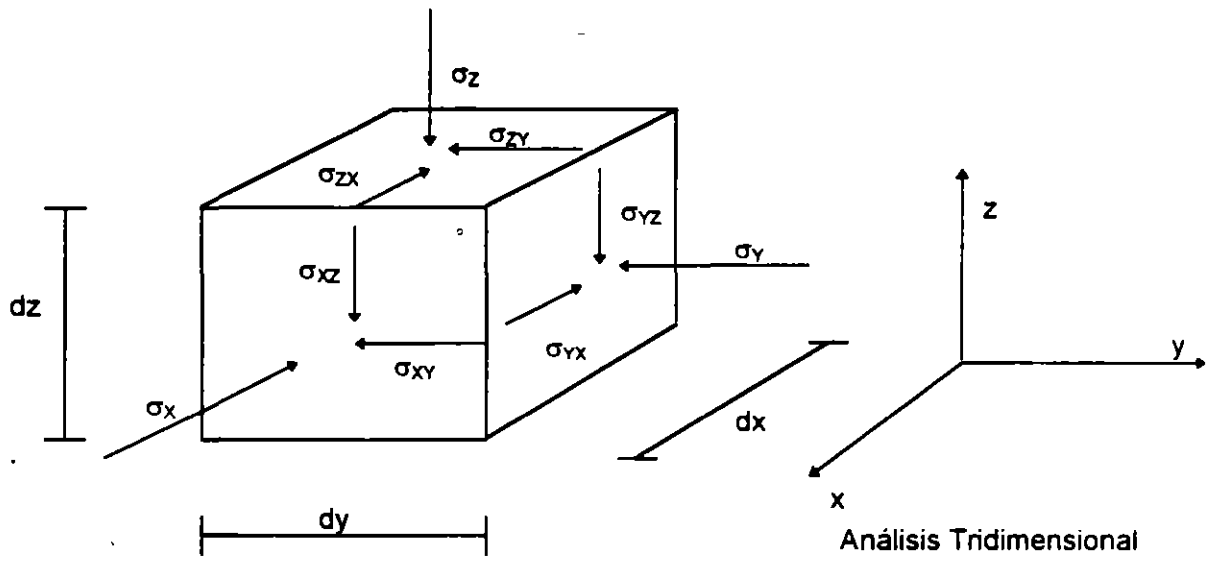 σZ
σZY
σZX
σYZ
z
σXZ
σY
dz
σYX
σXY
y
σX
dx
x
dy
Análisis Tridimensional